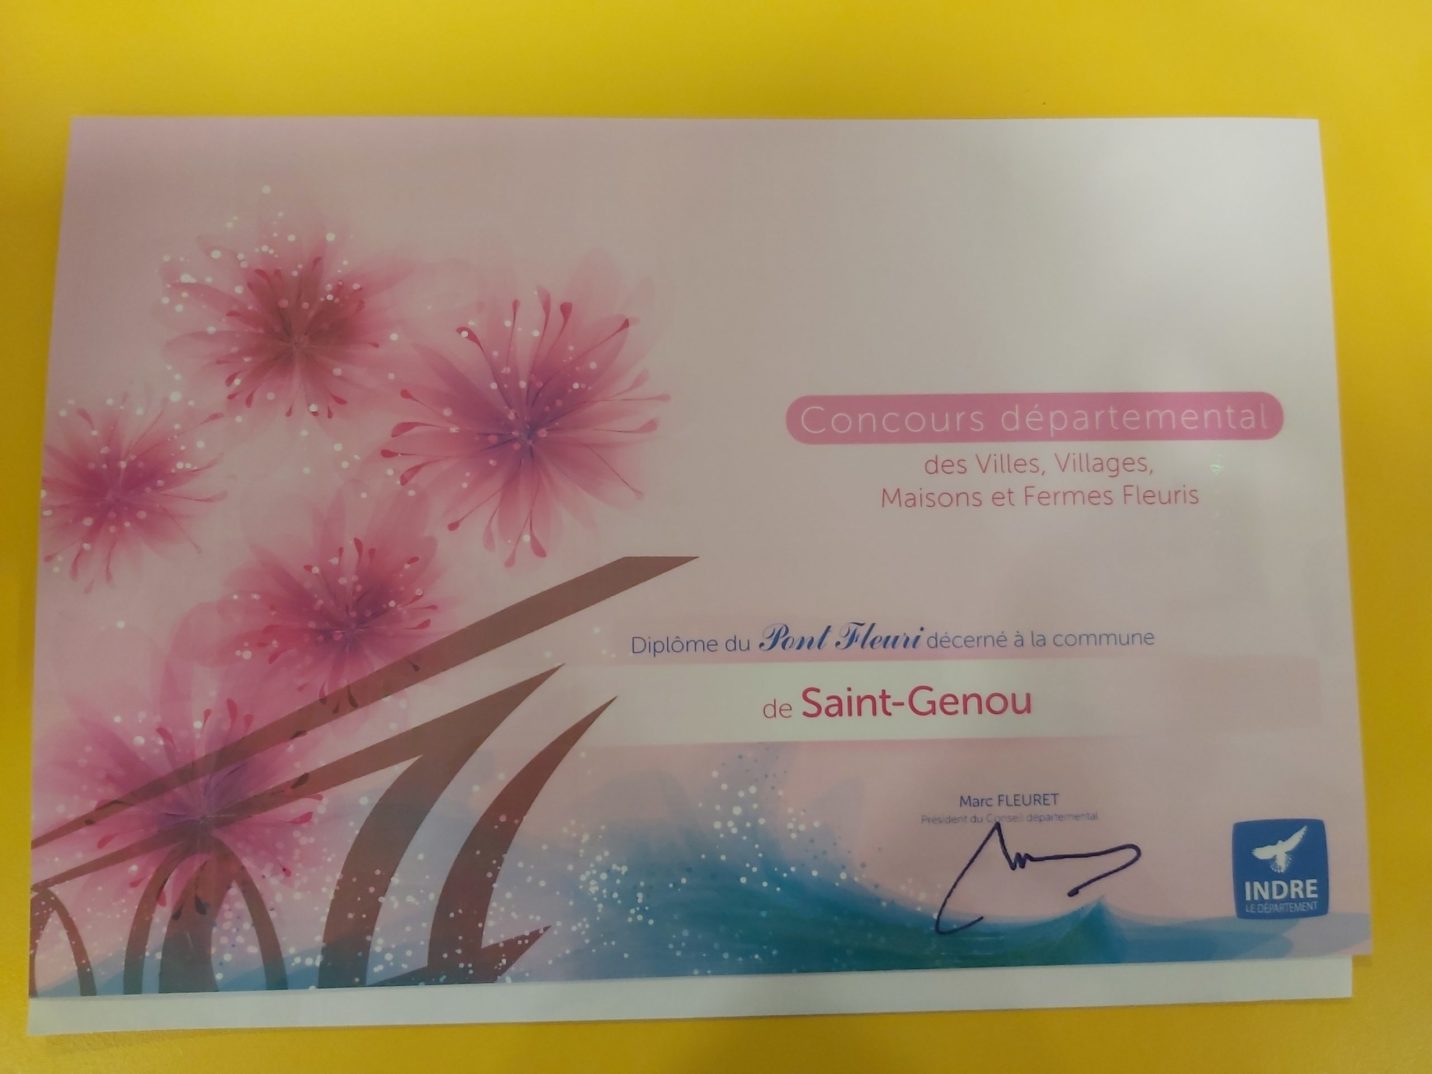 Concours départemental
des Villes, Villages,
Maisons et Fermes Fleuris
Diplôme du Pont Fleuri décerné à la commune
de Saint-Genou
Marc FLEURET
Président du Conseil départemental
INDRE
LE DÉPARTEMENT